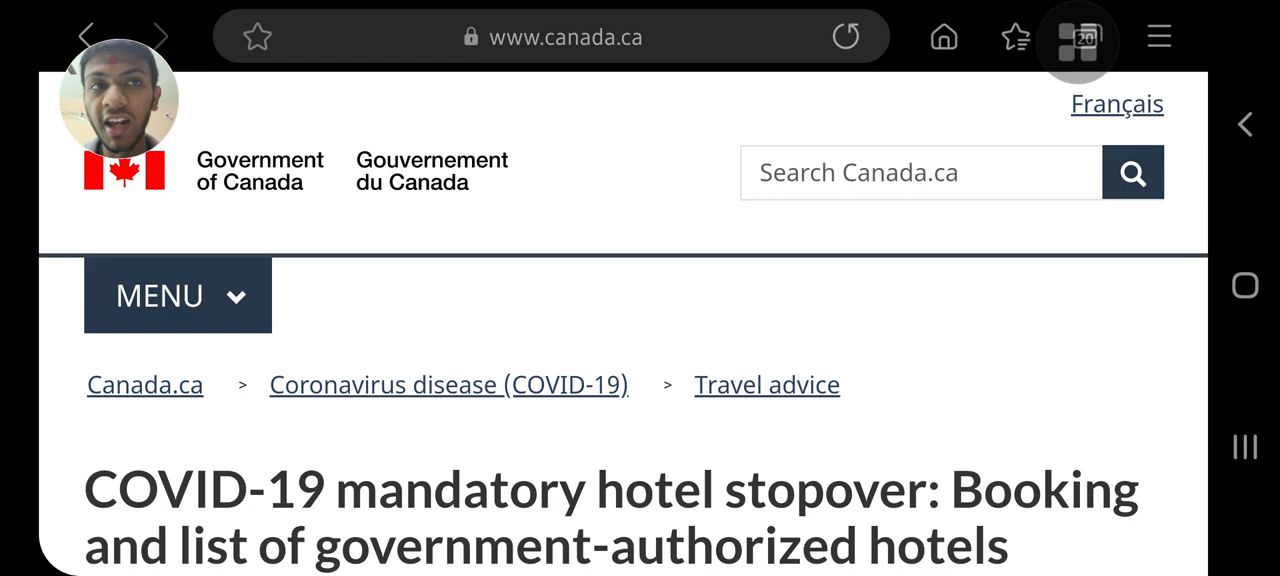 www.canada.ca
20
Français
Government of Canada
Gouvernement du Canada
Search Canada.ca
MENU
Canada.ca > Coronavirus disease (COVID-19) > Travel advice
COVID-19 mandatory hotel stopover: Booking
and list of government-authorized hotels